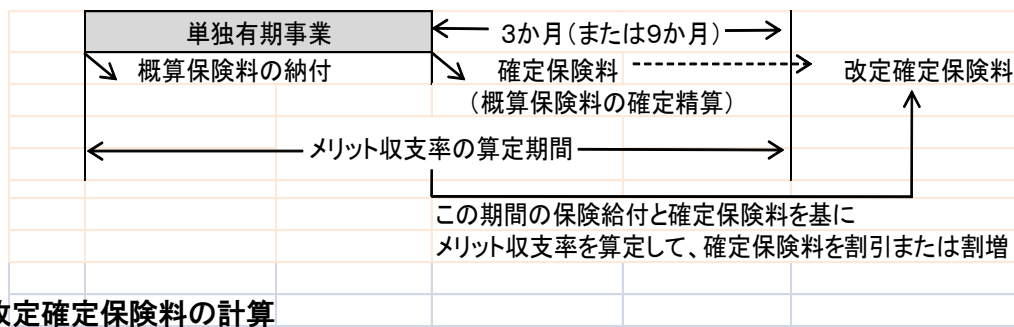 単独有期事業
3か月(または9か月)
概算保険料の納付
確定保険料
改定確定保険料
(概算保険料の確定精算)
メリット収支率の算定期間
この期間の保険給付と確定保険料を基に
メリット収支率を算定して、確定保険料を割引または割増
改定確定保険料の計算